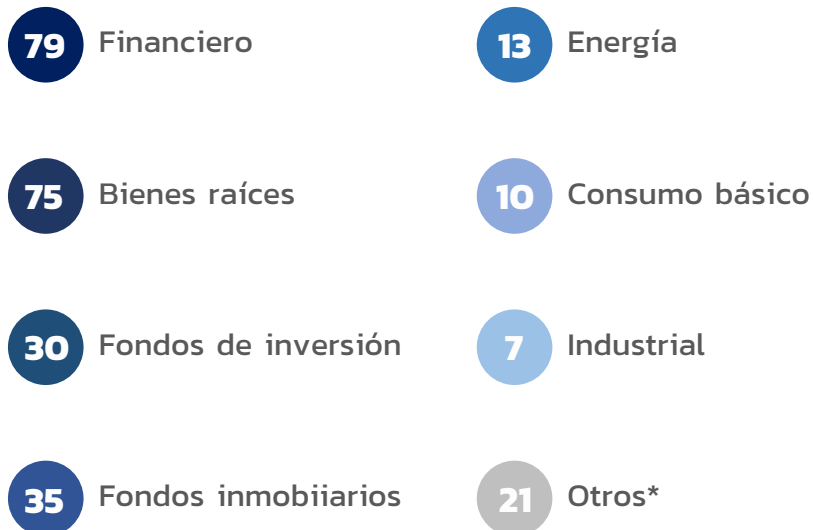 79 Financiero
13 Energía
75 Bienes raíces
10 Consumo básico
30 Fondos de inversión
7 Industrial
35 Fondos inmobiiarios
21 Otros*